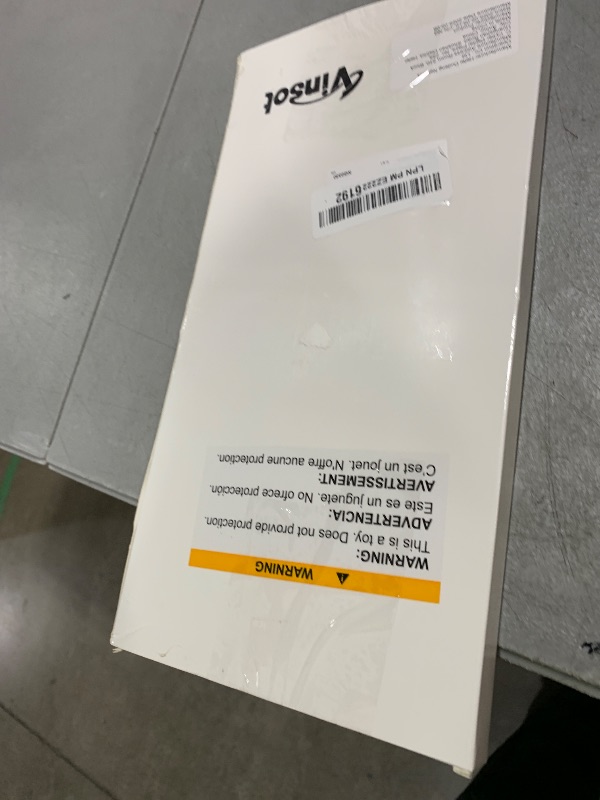 ⚠ WARNING
WARNING:
This is a toy. Does not provide protection.
ADVERTENCIA:
Este es un juguete. No ofrece protección.
AVERTISSEMENT:
C'est un jouet. N'offre aucune protection.
LPN PM EZ2226192
Vinsot